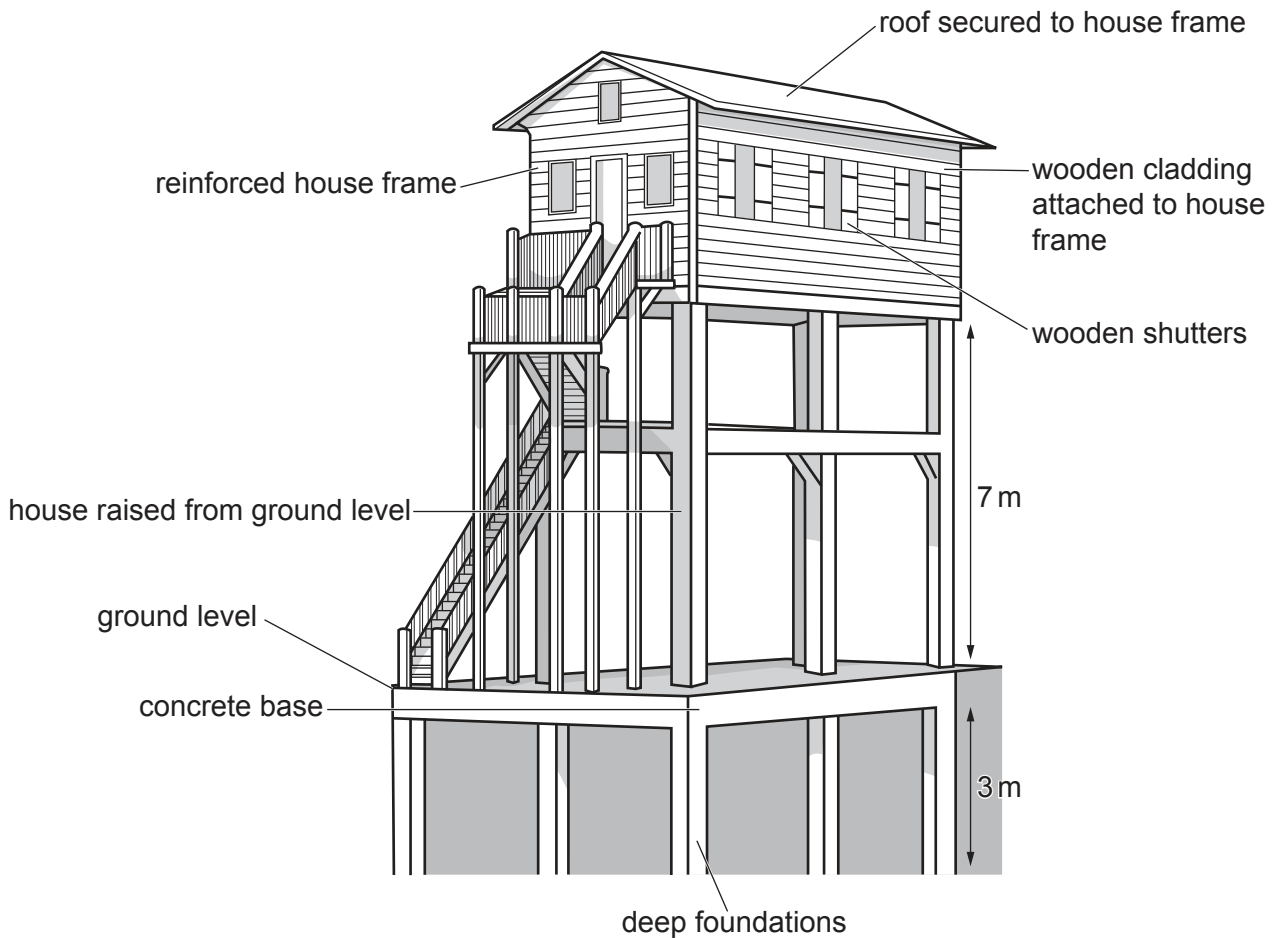 roof secured to house frame
reinforced house frame
wooden cladding
attached to house
frame
wooden shutters
7 m
house raised from ground level
ground level
concrete base
3 m
deep foundations